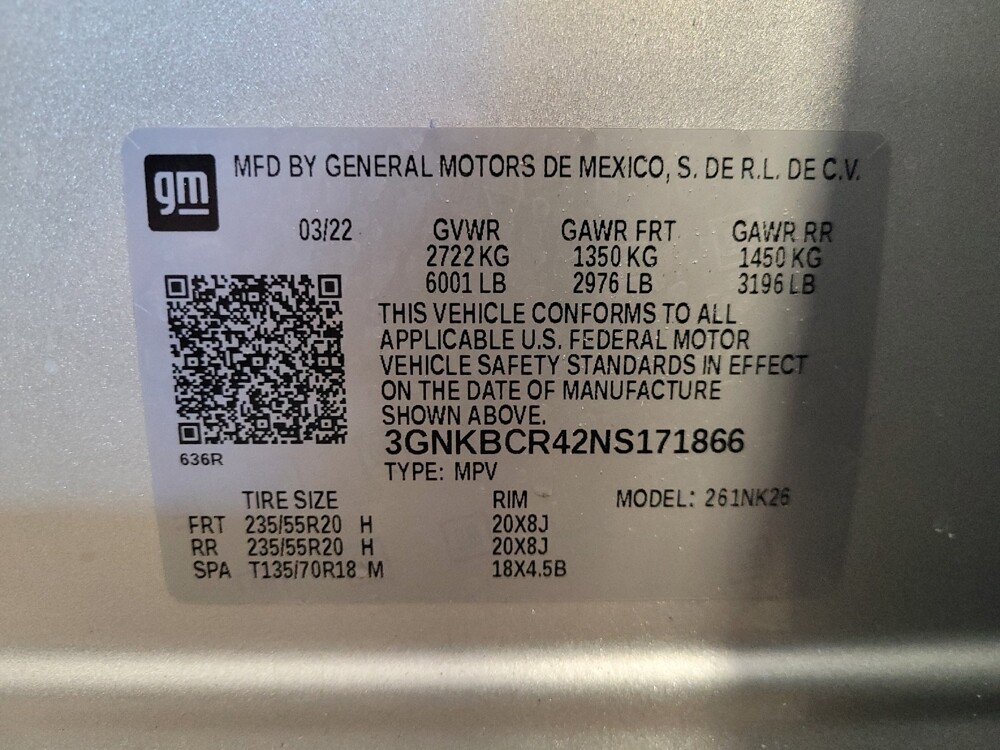 gm MFD BY GENERAL MOTORS DE MEXICO, S. DE R.L. DE C.V.
03/22 GVWR GAWR FRT GAWR RR
2722 KG 1350 KG 1450 KG
6001 LB 2976 LB 3196 LB
THIS VEHICLE CONFORMS TO ALL
APPLICABLE U.S. FEDERAL MOTOR
VEHICLE SAFETY STANDARDS IN EFFECT
ON THE DATE OF MANUFACTURE
SHOWN ABOVE.
3GNKBCR42NS171866
636R
TYPE: MPV
TIRE SIZE RIM MODEL: 261NK26
FRT 235/55R20 H 20X8J
RR 235/55R20 H 20X8J
SPA T135/70R18 M 18X4.5B